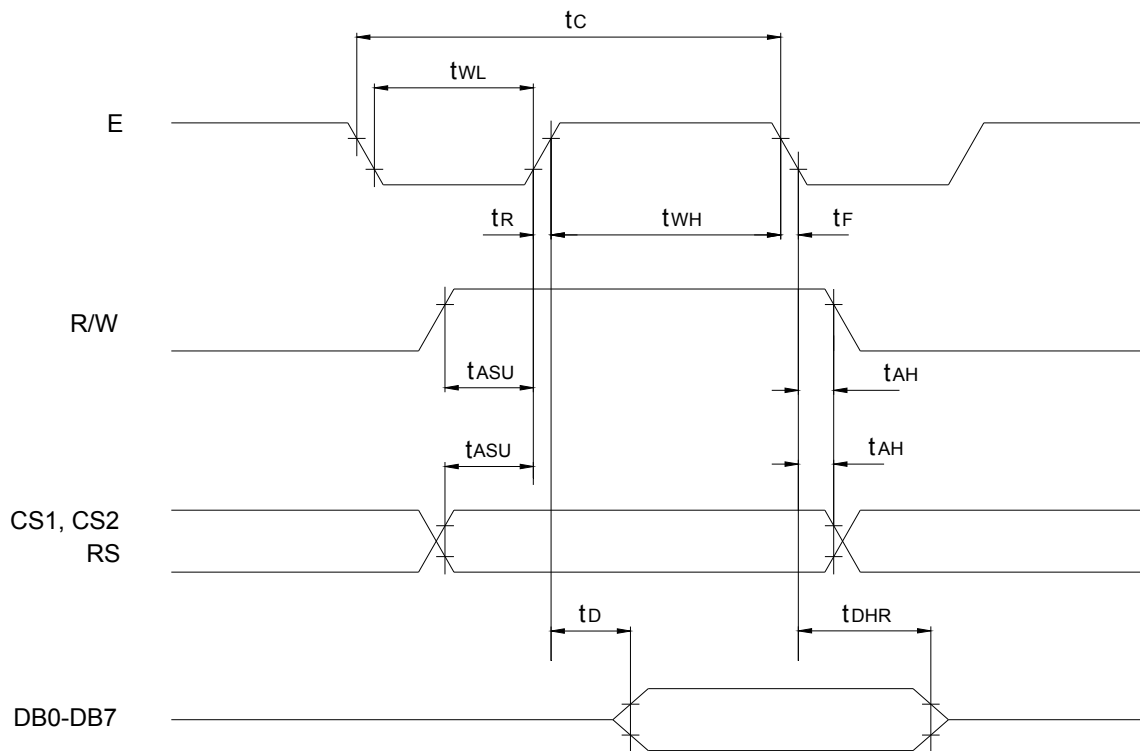 tC
tWL
E
tR
tWH
tF
R/W
tASU
tAH
tASU
tAH
CS1, CS2
RS
tD
tDHR
DB0-DB7